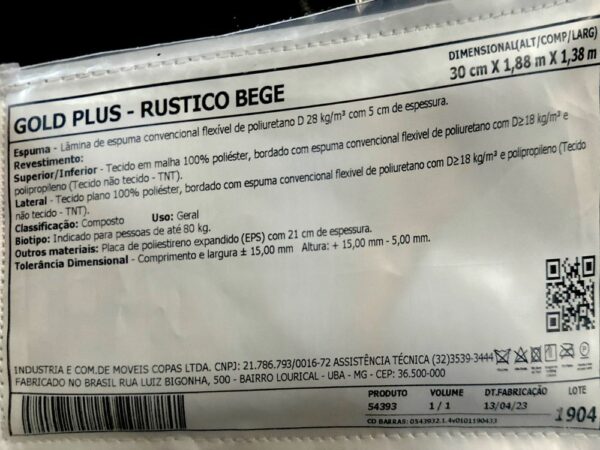 DIMENSIONAL(ALT/COMP/LARG)
30 cm X 1,88 m X 1,38 m
GOLD PLUS - RUSTICO BEGE
Espuma - Lâmina de espuma convencional flexível de poliuretano D 28 kg/m³ com 5 cm de espessura.
Revestimento:
Superior/Inferior - Tecido em malha 100% poliéster, bordado com espuma convencional flexivel de poliuretano com D≥18 kg/m³ e
polipropileno (Tecido não tecido - TNT).
Lateral - Tecido plano 100% poliéster, bordado com espuma convencional flexivel de poliuretano com D≥18 kg/m³ e polipropileno (Tecido
não tecido - TNT).
Classificação: Composto Uso: Geral
Biotipo: Indicado para pessoas de até 80 kg.
Outros materiais: Placa de poliestireno expandido (EPS) com 21 cm de espessura.
Tolerância Dimensional - Comprimento e largura ± 15,00 mm Altura: + 15,00 mm - 5,00 mm.
INDUSTRIA E COM.DE MOVEIS COPAS LTDA. CNPJ: 21.786.793/0016-72 ASSISTÊNCIA TÉCNICA (32)3539-3444
FABRICADO NO BRASIL RUA LUIZ BIGONHA, 500 - BAIRRO LOURICAL - UBA - MG - CEP: 36.500-000
PRODUTO VOLUME DT.FABRICAÇÃO LOTE
54393 1 / 1 13/04/23 1904
CO BARRAS: 0543932.1.4v0101190433